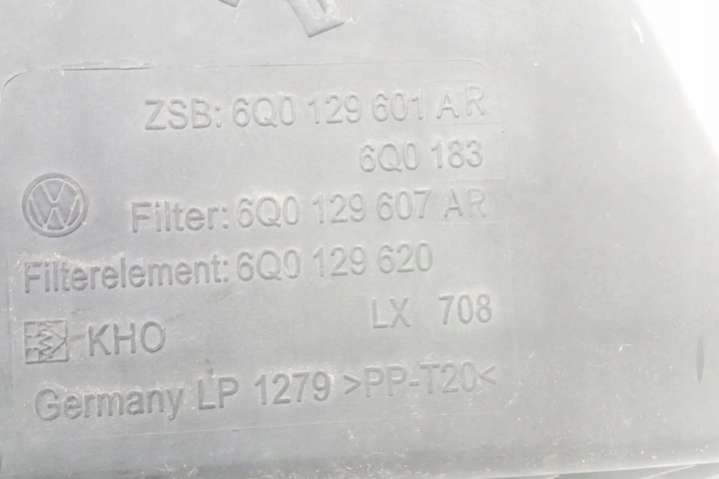 ZSB: 6Q0 129 601 AR
6Q0 183
Filter: 6Q0 129 607 AR
Filterelement: 6Q0 129 620
LX 708
KHO
Germany LP 1279 >PP-T20<